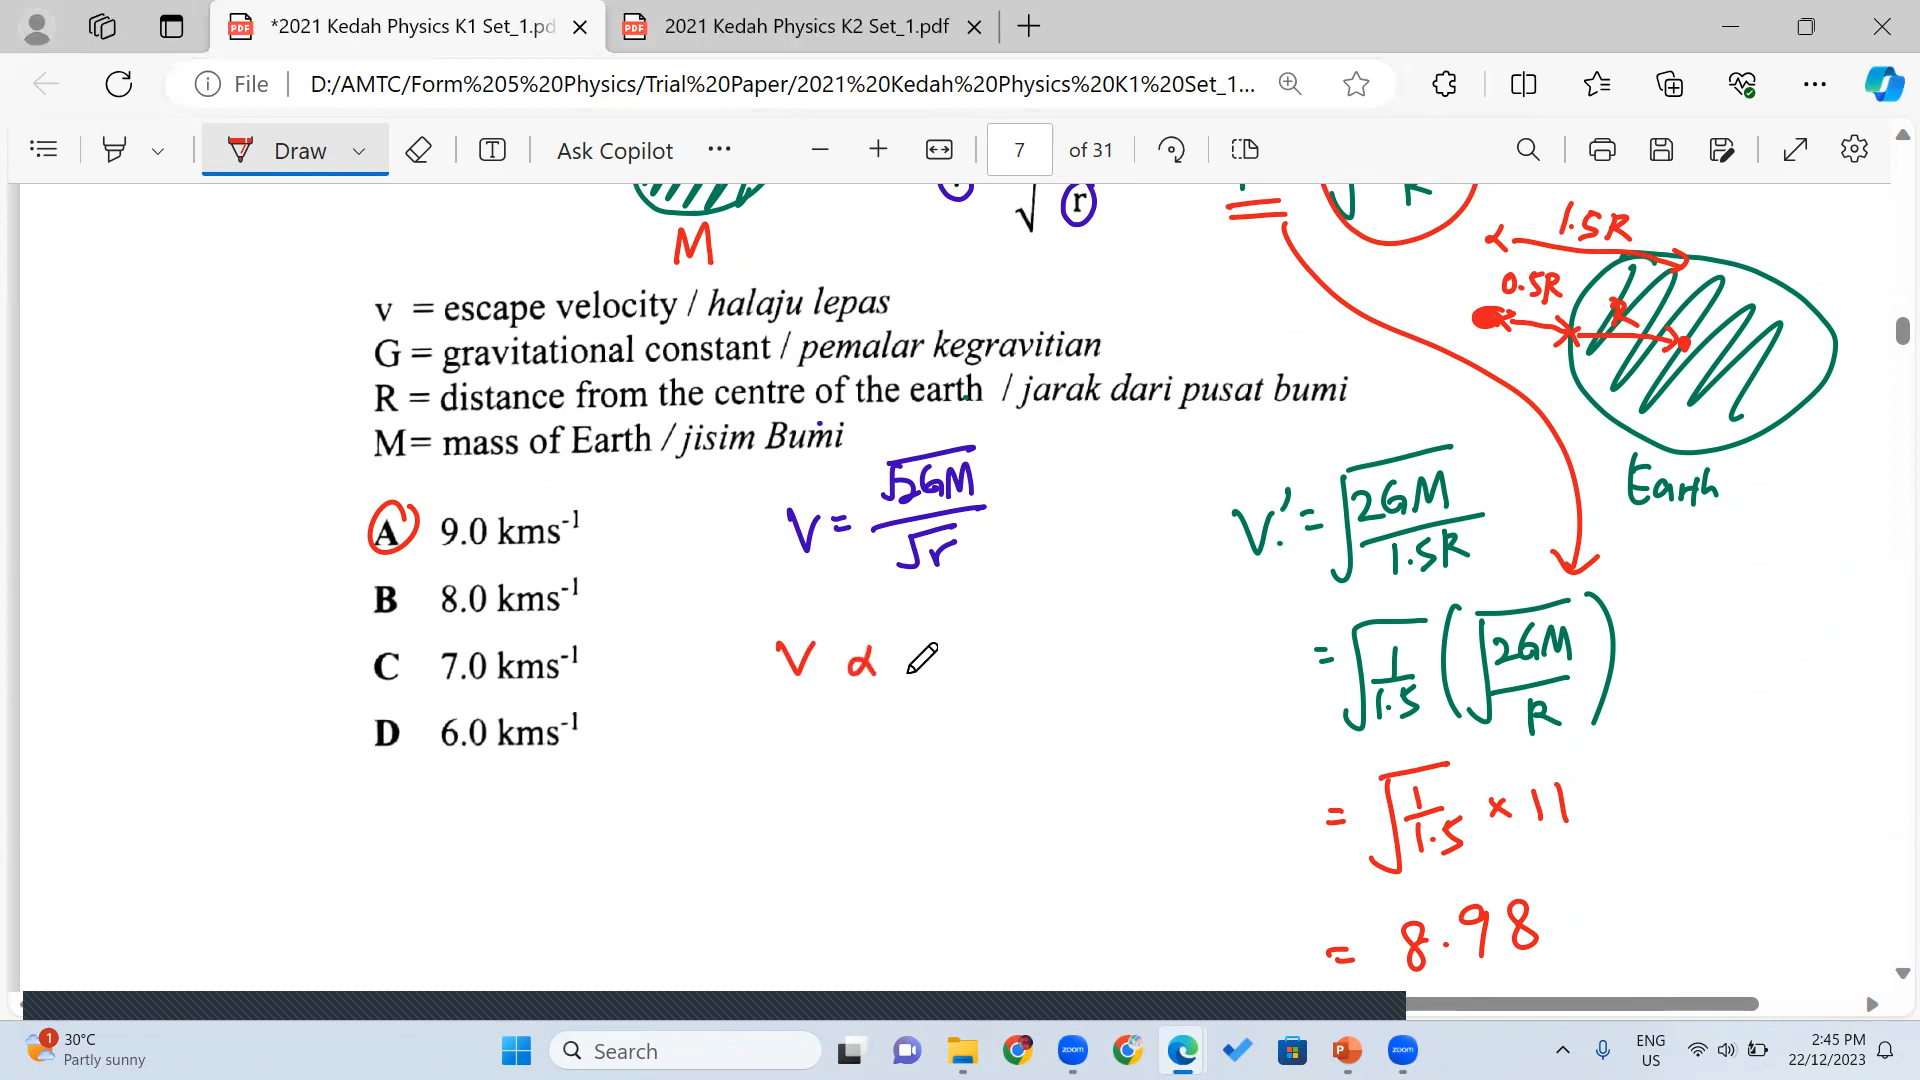 *2021 Kedah Physics K1 Set_1.pd
2021 Kedah Physics K2 Set_1.pdf
File
D:/AMTC/Form%205%20Physics/Trial%20Paper/2021%20Kedah%20Physics%20K1%20Set_1...
Draw
Ask Copilot
7 of 31
M
√ r
R
1.5R
0.5R
R
Earth
v = escape velocity / halaju lepas
G = gravitational constant / pemalar kegravitian
R = distance from the centre of the earth / jarak dari pusat bumi
M= mass of Earth / jisim Bumi
A 9.0 kms⁻¹
B 8.0 kms⁻¹
C 7.0 kms⁻¹
D 6.0 kms⁻¹
V = √2GM / √r
V α
V' = √(2GM / 1.5R)
= √(1/1.5) (√(2GM / R))
= √(1/1.5) × 11
= 8.98
1
30°C
Partly sunny
Search
zoom
zoom
ENG
US
2:45 PM
22/12/2023